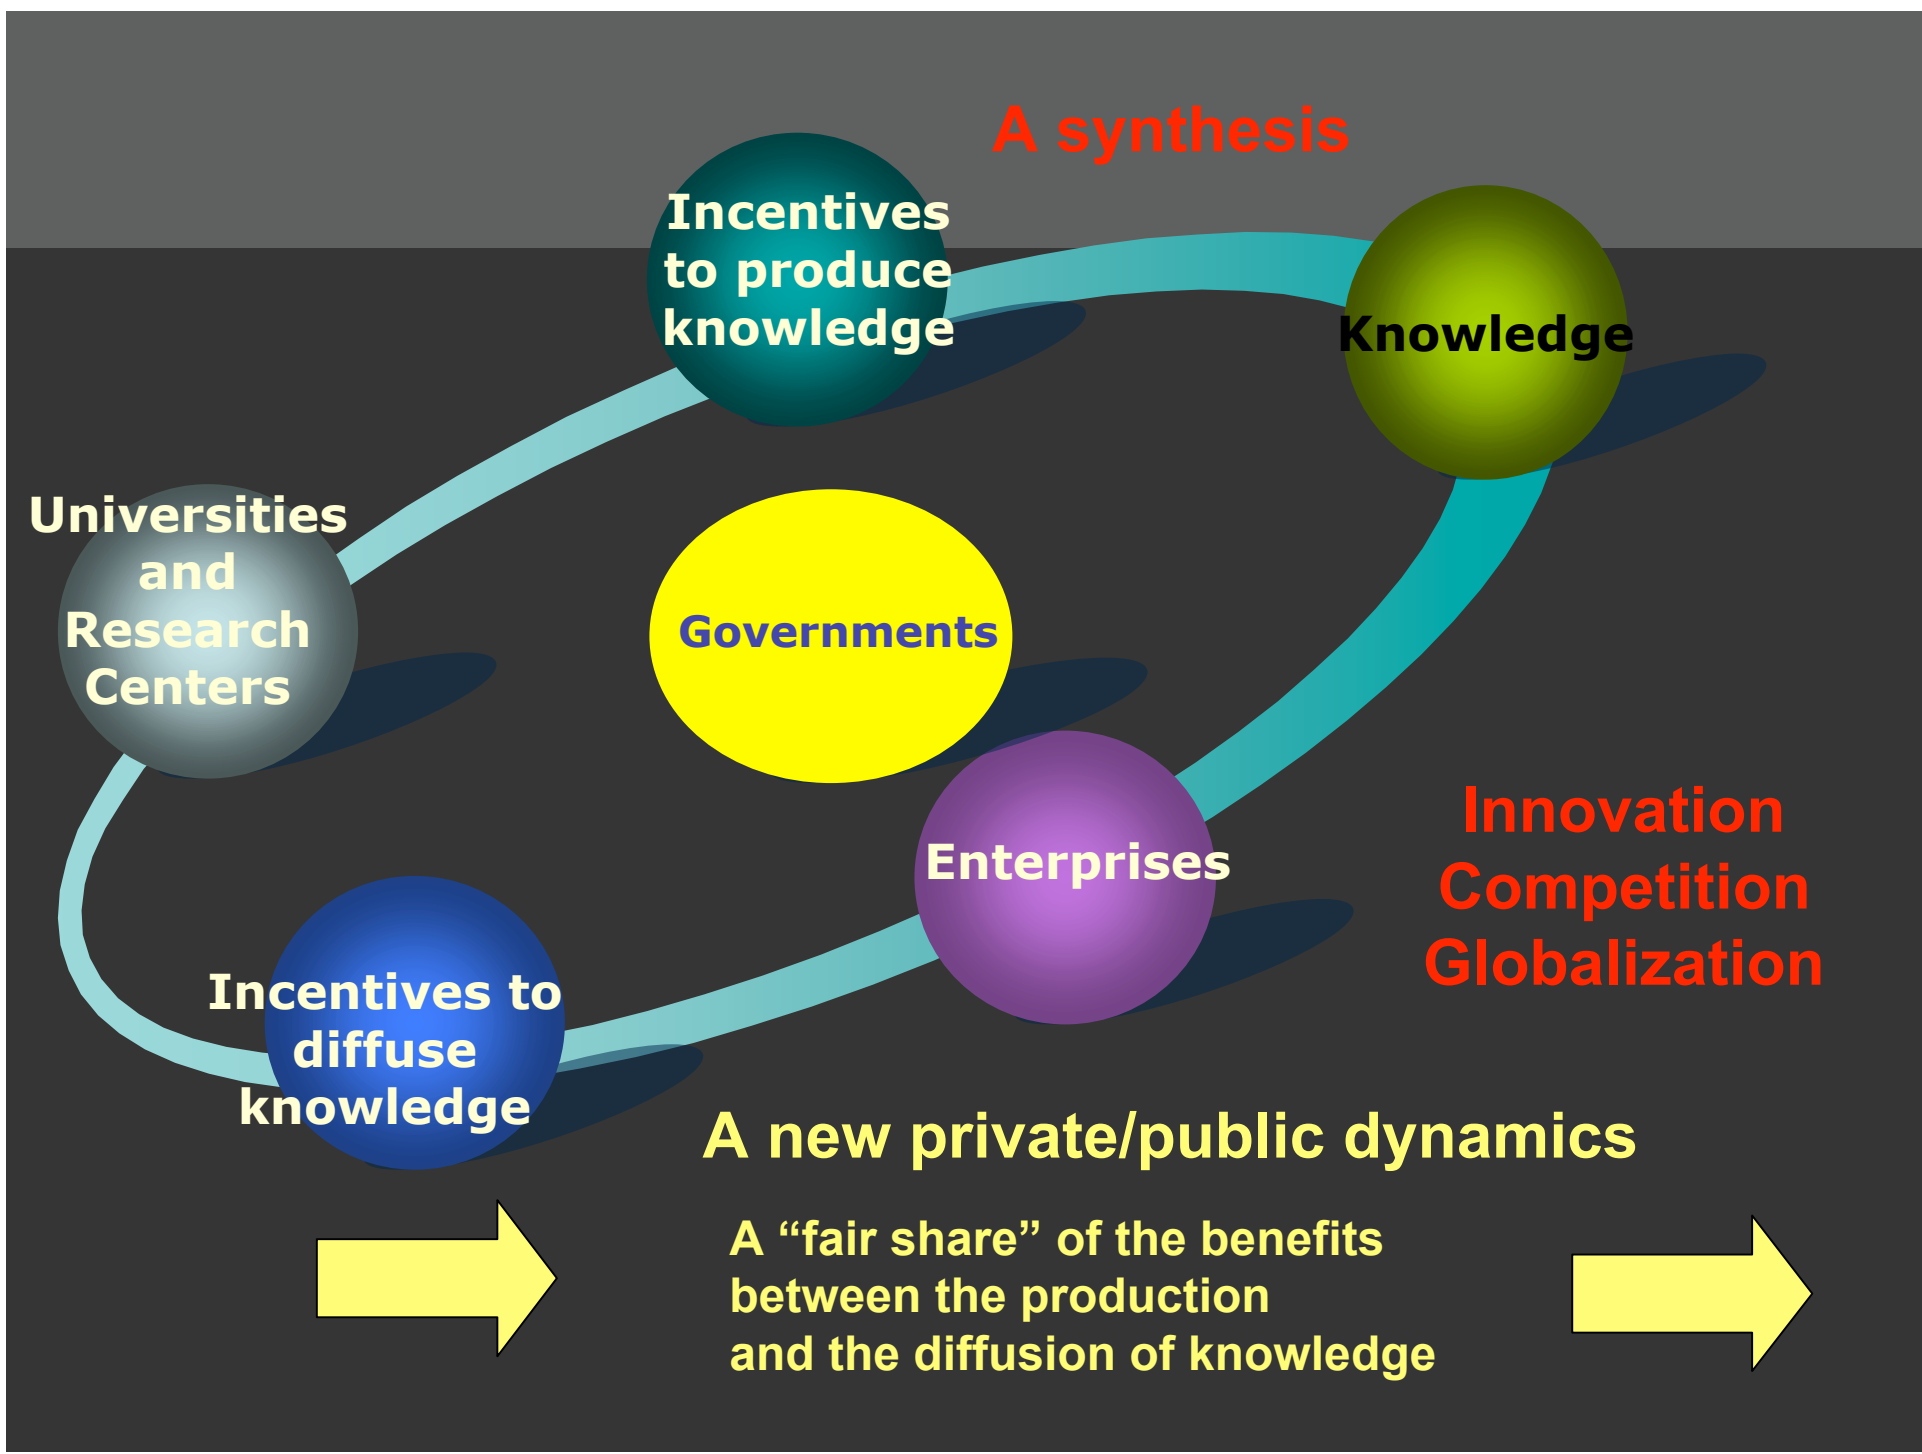 A synthesis
Incentives
to produce
knowledge
Knowledge
Universities
and
Research
Centers
Governments
Enterprises
Innovation
Competition
Globalization
Incentives to
diffuse
knowledge
A new private/public dynamics
A “fair share” of the benefits
between the production
and the diffusion of knowledge